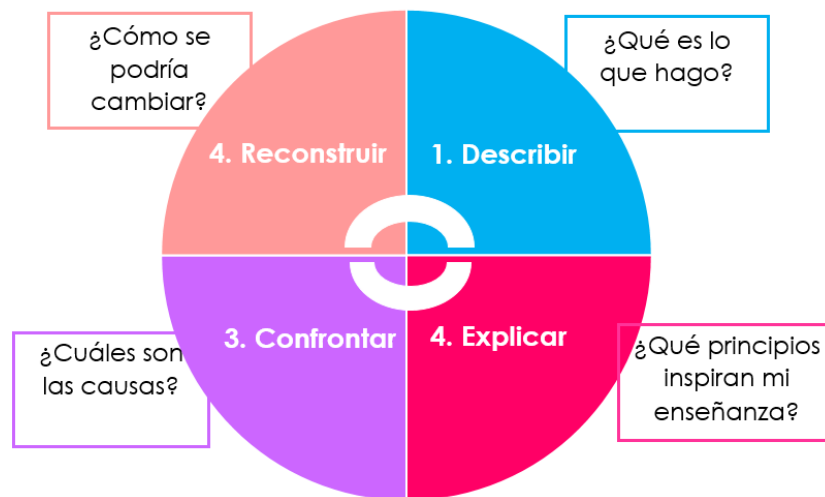 ¿Cómo se
podría
cambiar?
¿Qué es lo
que hago?
4. Reconstruir
1. Describir
3. Confrontar
4. Explicar
¿Cuáles son
las causas?
¿Qué principios
inspiran mi
enseñanza?